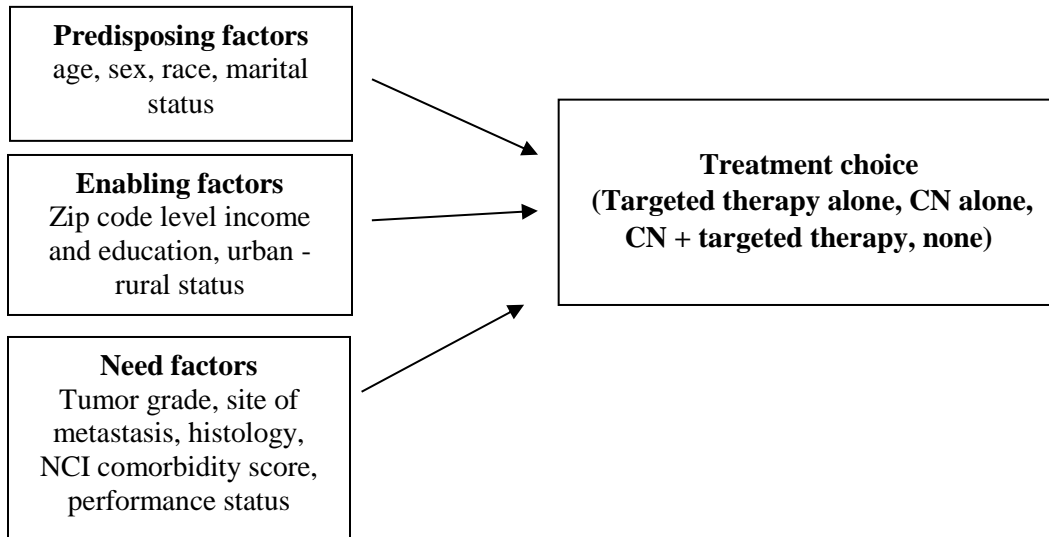 Predisposing factors
age, sex, race, marital
status
Enabling factors
Zip code level income
and education, urban -
rural status
Need factors
Tumor grade, site of
metastasis, histology,
NCI comorbidity score,
performance status
Treatment choice
(Targeted therapy alone, CN alone,
CN + targeted therapy, none)